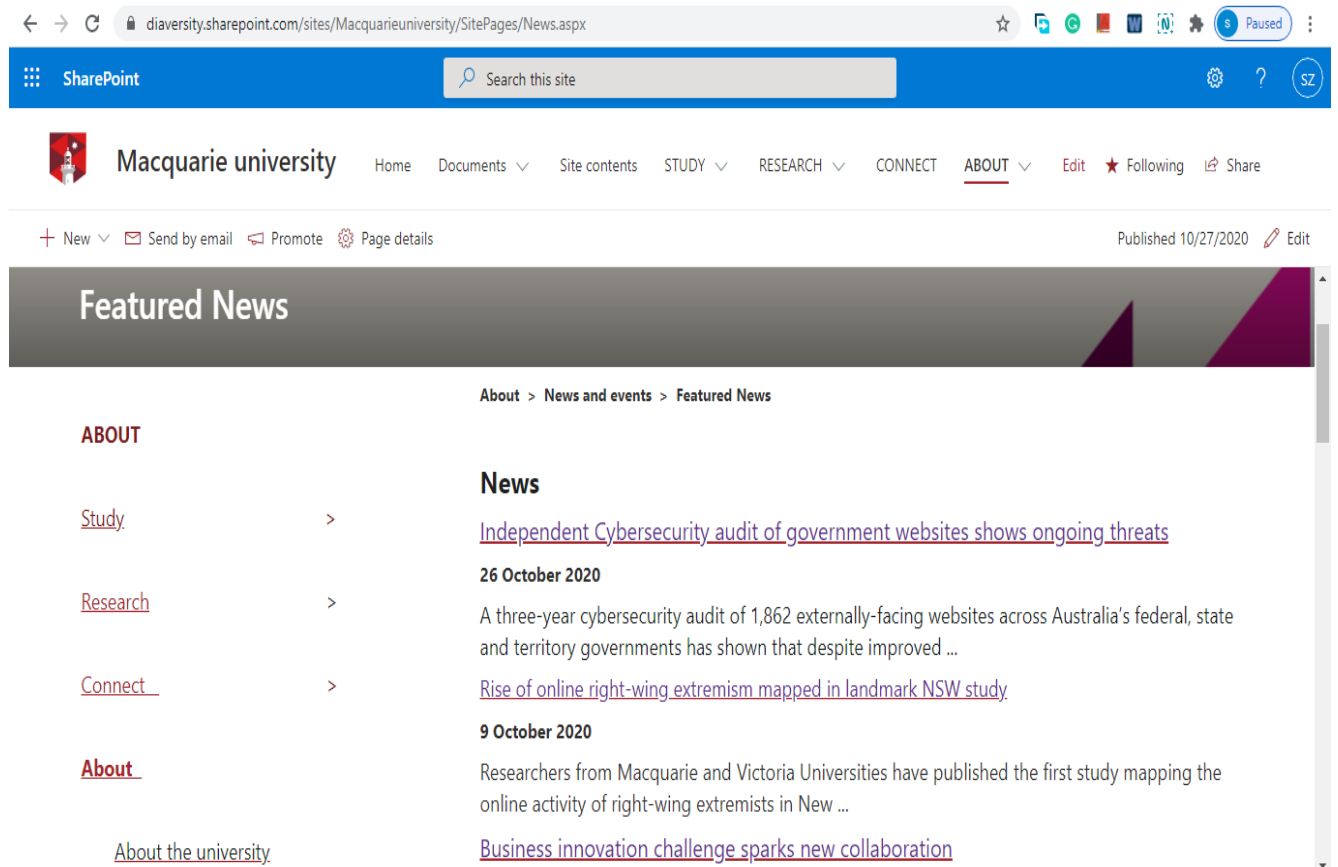 diaversity.sharepoint.com/sites/Macquarieuniversity/SitePages/News.aspx
S Paused
SharePoint
Search this site
? SZ
Macquarie university Home Documents Site contents STUDY RESEARCH CONNECT ABOUT Edit Following Share
New Send by email Promote Page details Published 10/27/2020 Edit
Featured News
About > News and events > Featured News
ABOUT
Study >
Research >
Connect >
About
About the university
News
Independent Cybersecurity audit of government websites shows ongoing threats
26 October 2020
A three-year cybersecurity audit of 1,862 externally-facing websites across Australia's federal, state
and territory governments has shown that despite improved ...
Rise of online right-wing extremism mapped in landmark NSW study
9 October 2020
Researchers from Macquarie and Victoria Universities have published the first study mapping the
online activity of right-wing extremists in New ...
Business innovation challenge sparks new collaboration